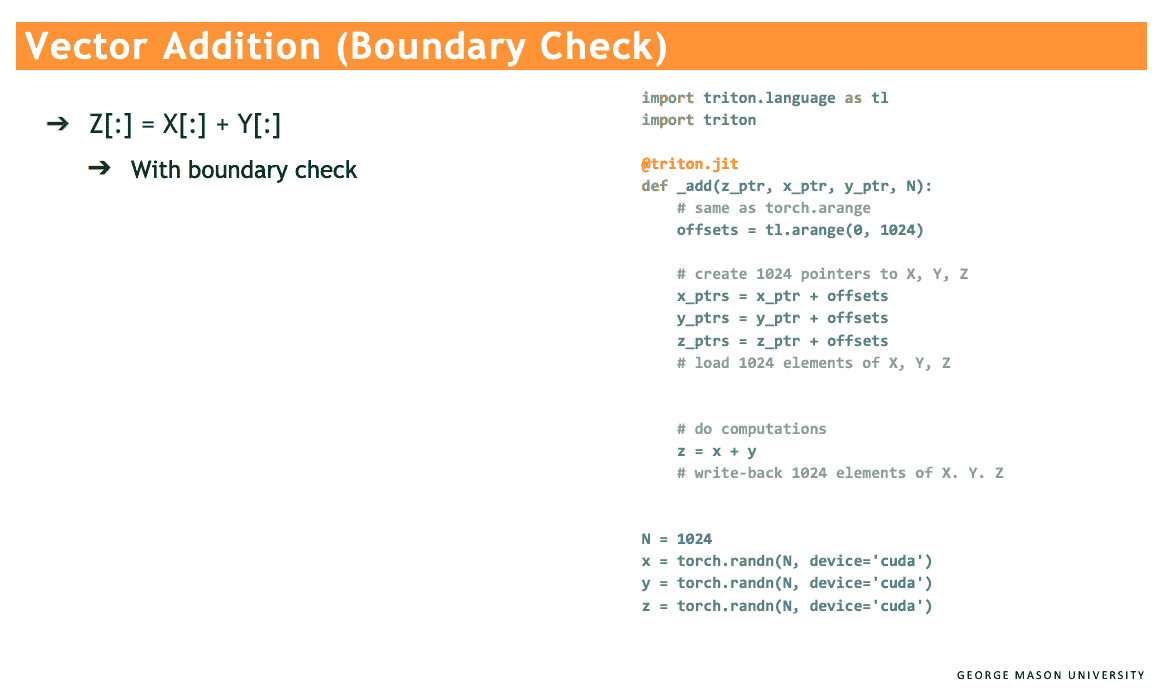 Vector Addition (Boundary Check)
➔ Z[:] = X[:] + Y[:]
➔ With boundary check
import triton.language as tl
import triton
@triton.jit
def _add(z_ptr, x_ptr, y_ptr, N):
    # same as torch.arange
    offsets = tl.arange(0, 1024)
    # create 1024 pointers to X, Y, Z
    x_ptrs = x_ptr + offsets
    y_ptrs = y_ptr + offsets
    z_ptrs = z_ptr + offsets
    # load 1024 elements of X, Y, Z
    # do computations
    z = x + y
    # write-back 1024 elements of X. Y. Z
N = 1024
x = torch.randn(N, device='cuda')
y = torch.randn(N, device='cuda')
z = torch.randn(N, device='cuda')
GEORGE MASON UNIVERSITY